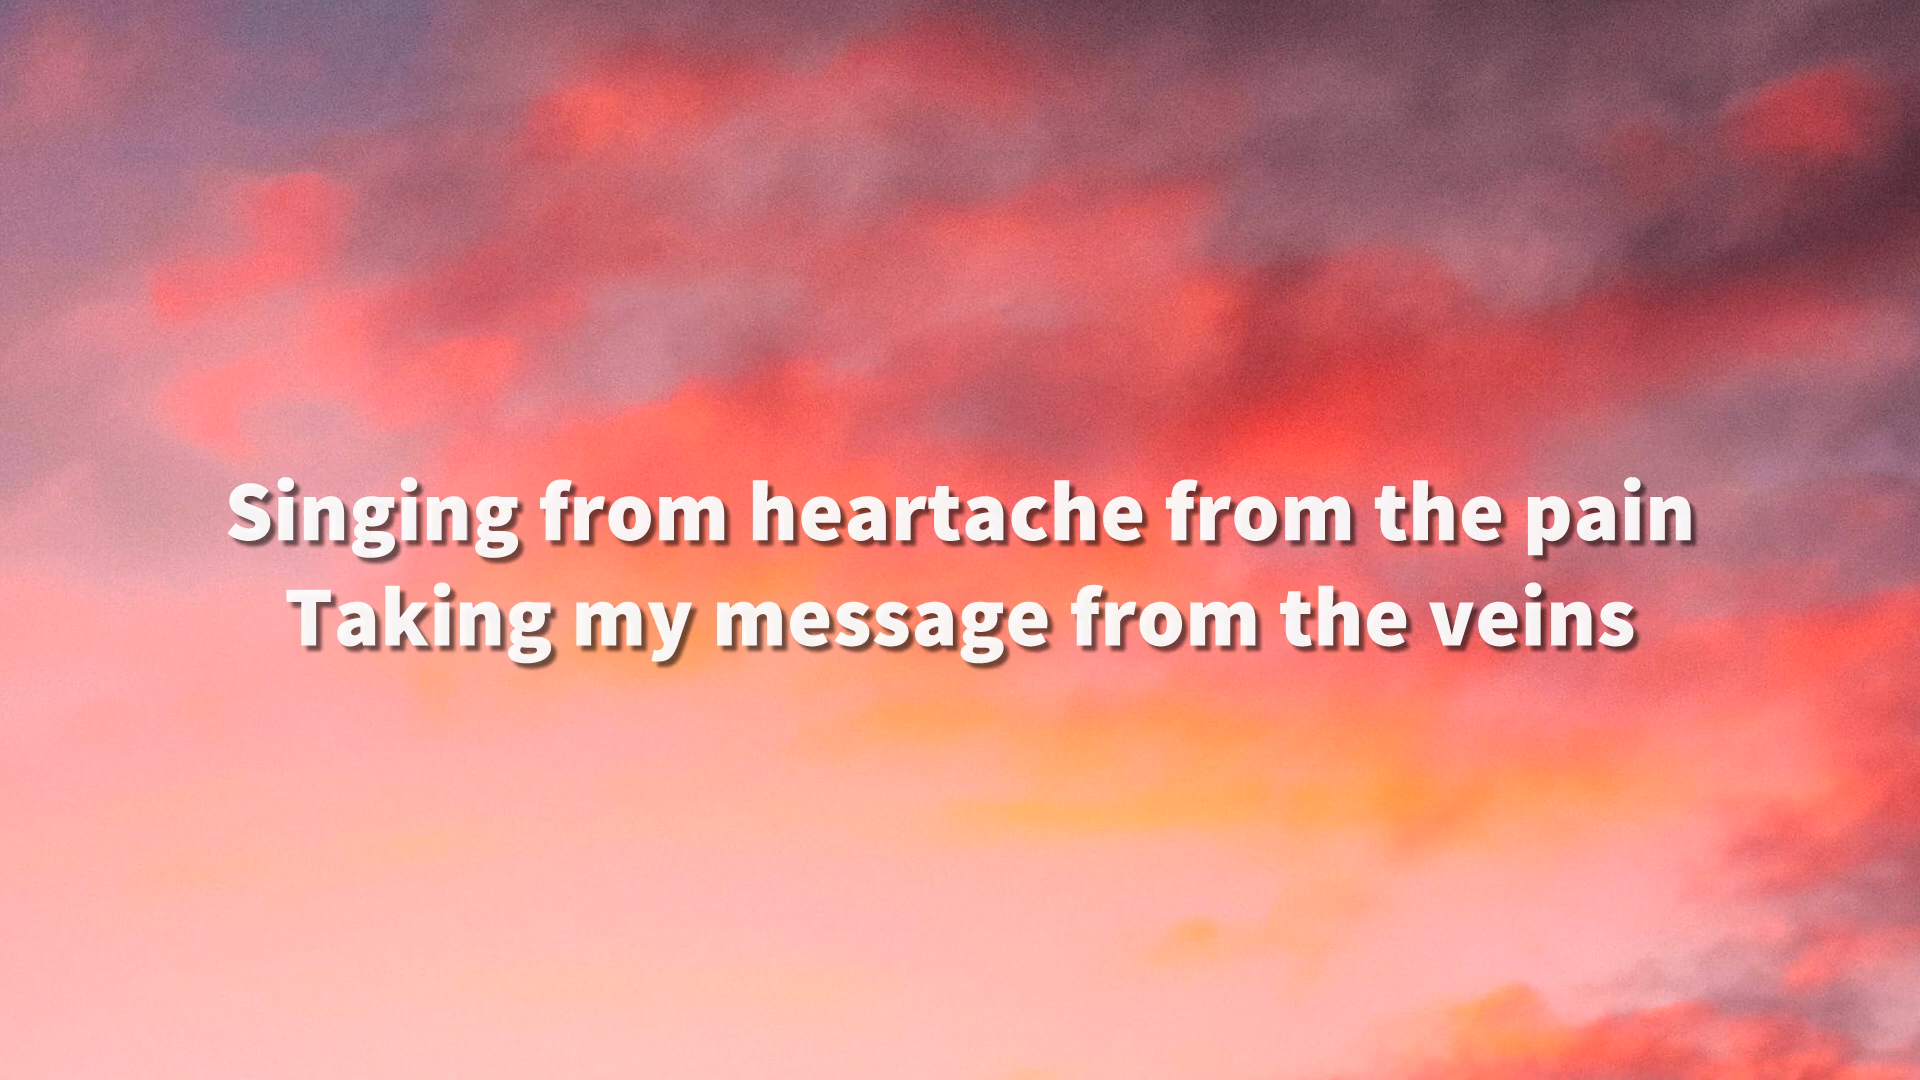 Singing from heartache from the pain
Taking my message from the veins